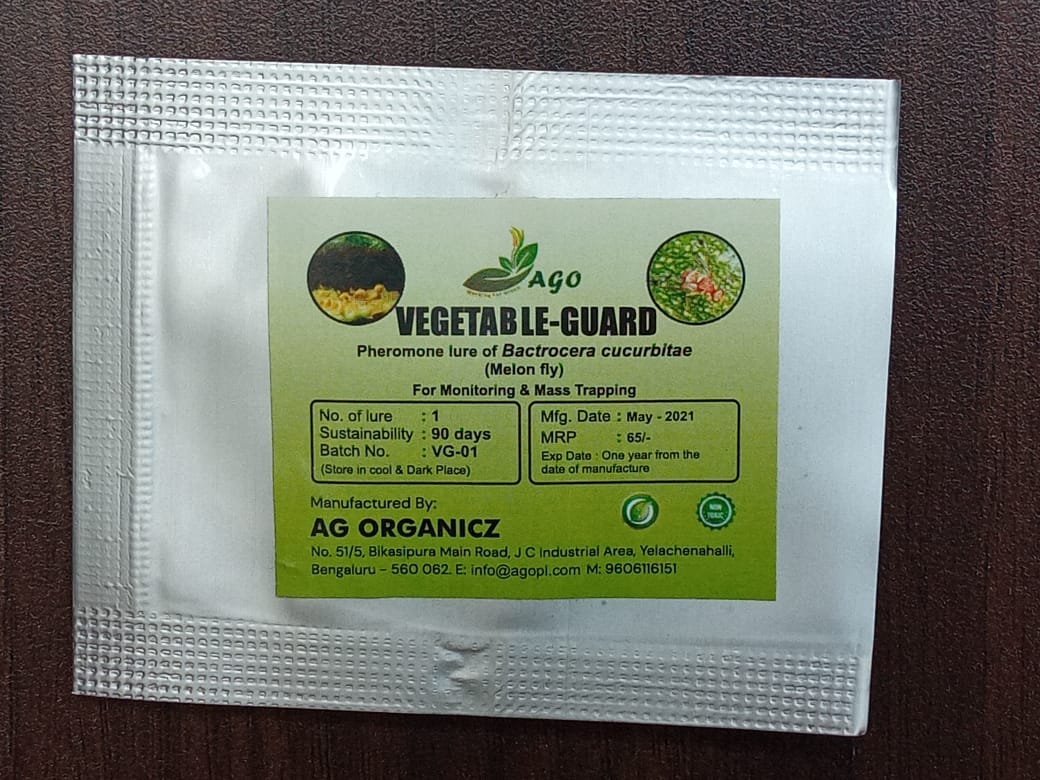 AGO
VEGETABLE-GUARD
Pheromone lure of Bactrocera cucurbitae
(Melon fly)
For Monitoring & Mass Trapping
No. of lure : 1
Sustainability : 90 days
Batch No. : VG-01
(Store in cool & Dark Place)
Mfg. Date : May - 2021
MRP : 65/-
Exp Date : One year from the
date of manufacture
NON
TOXIC
Manufactured By:
AG ORGANICZ
No. 51/5, Bikasipura Main Road, J C Industrial Area, Yelachenahalli,
Bengaluru - 560 062. E: info@agopl.com M: 9606116151